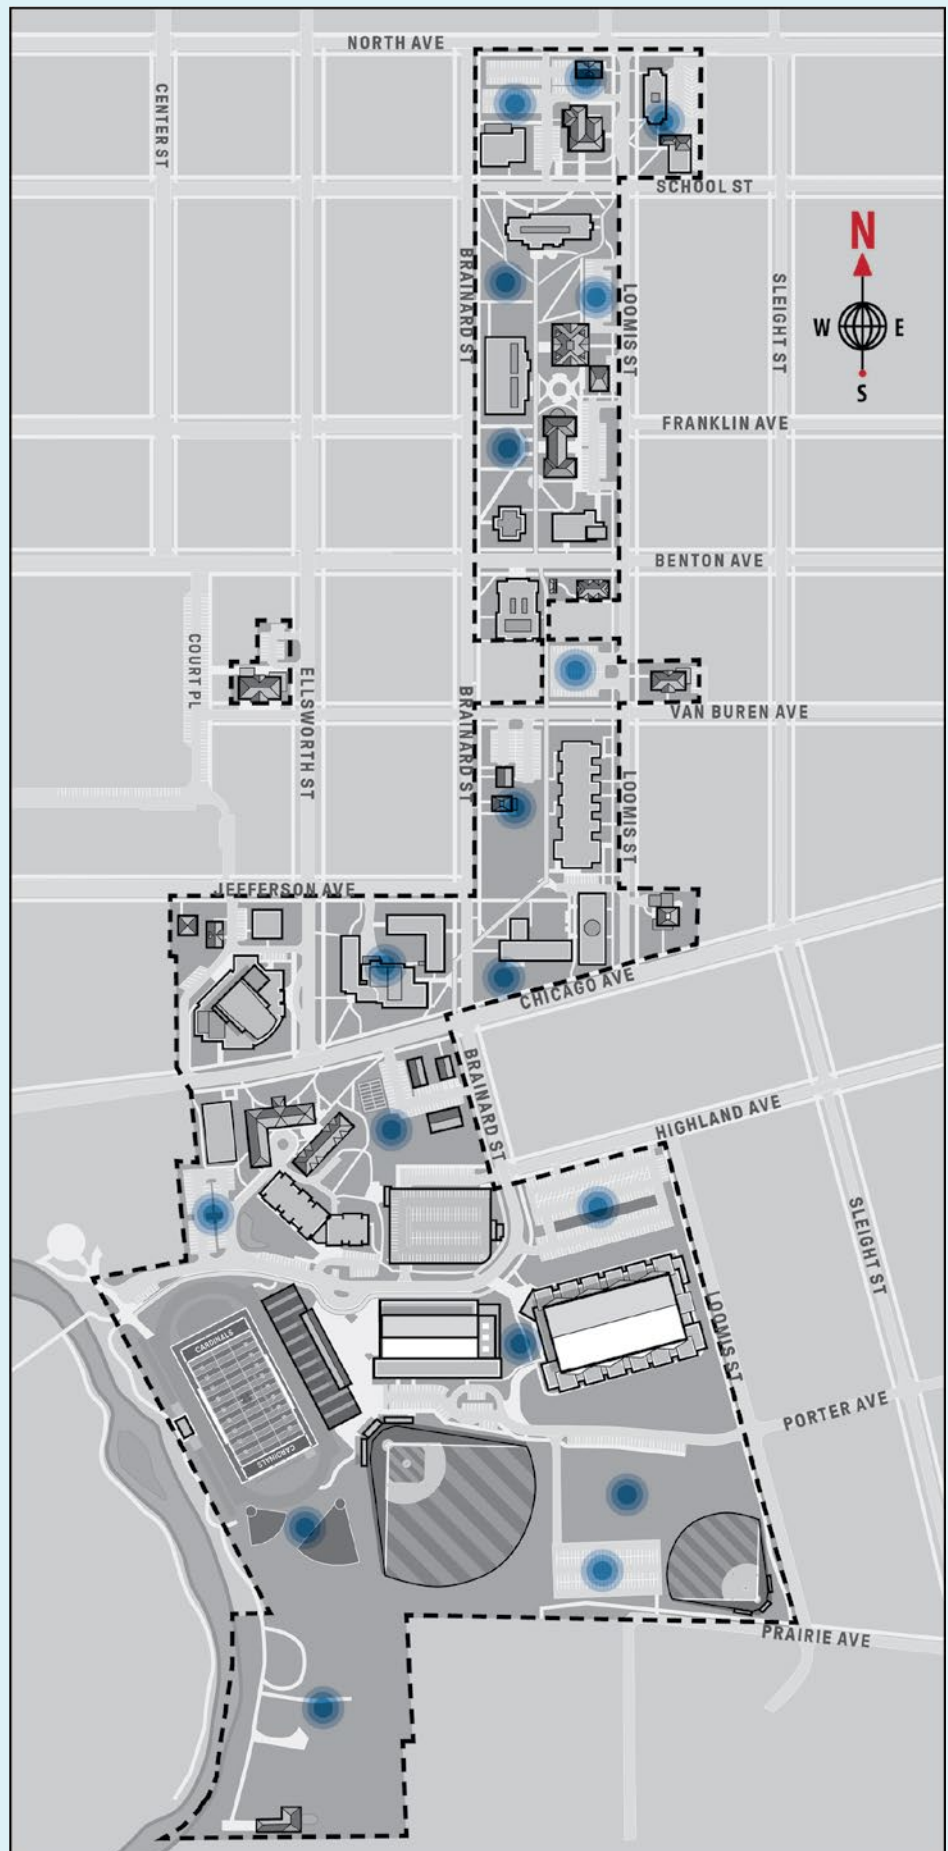 NORTH AVE
CENTER ST
SCHOOL ST
N
BRAINARD ST
LOOMIS ST
SLEIGHT ST
W E
S
FRANKLIN AVE
BENTON AVE
COURT PL
ELLSWORTH ST
BRAINARD ST
VAN BUREN AVE
LOOMIS ST
JEFFERSON AVE
CHICAGO AVE
BRAINARD ST
HIGHLAND AVE
SLEIGHT ST
LOOMIS ST
CARDINALS
PORTER AVE
CARDINALS
PRAIRIE AVE